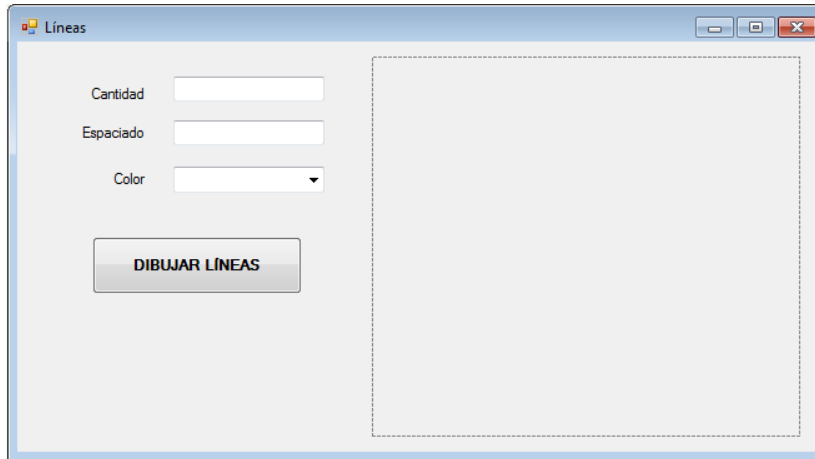 Líneas
Cantidad
Espaciado
Color
DIBUJAR LÍNEAS